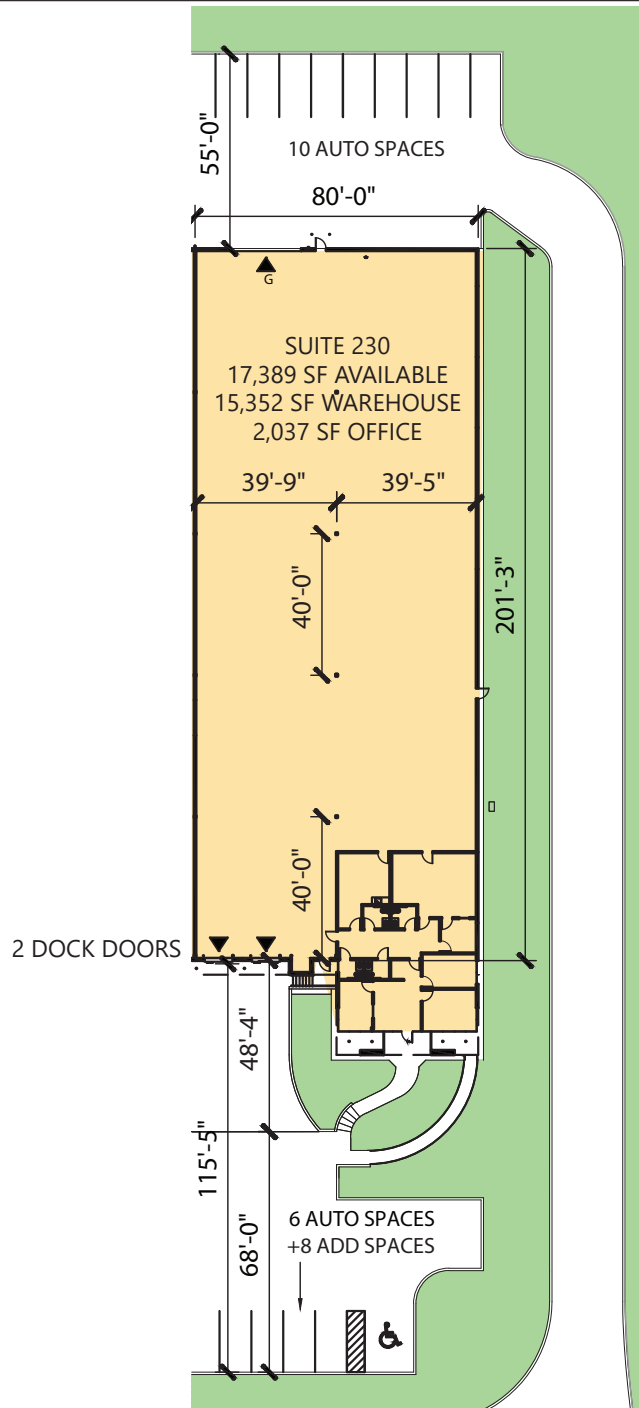 55'-0"
10 AUTO SPACES
80'-0"
G
SUITE 230
17,389 SF AVAILABLE
15,352 SF WAREHOUSE
2,037 SF OFFICE
39'-9"
39'-5"
40'-0"
201'-3"
40'-0"
2 DOCK DOORS
48'-4"
115'-5"
68'-0"
6 AUTO SPACES
+8 ADD SPACES